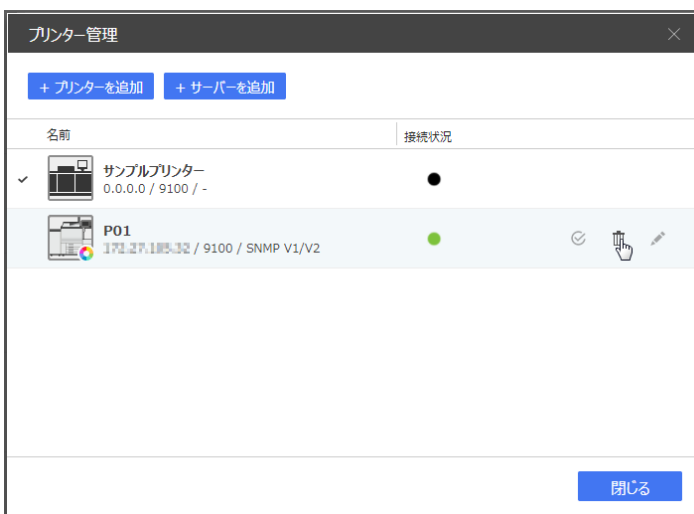 プリンター管理
+ プリンターを追加
+ サーバーを追加
名前
接続状況
サンプルプリンター
0.0.0.0 / 9100 / -
P01
/ 9100 / SNMP V1/V2
閉じる